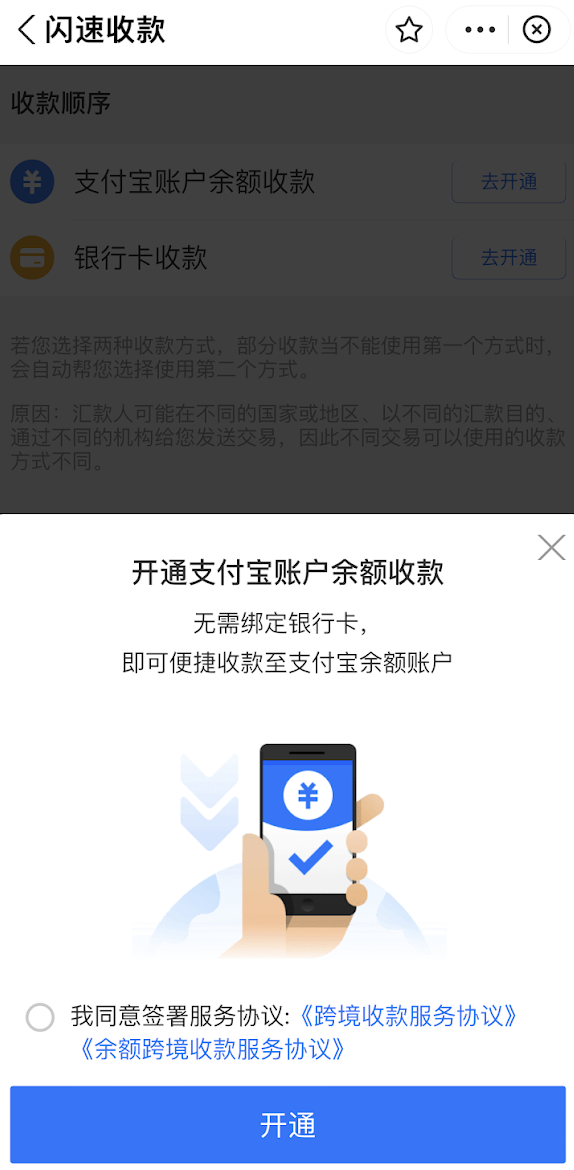 闪速收款
收款顺序
支付宝账户余额收款
去开通
银行卡收款
去开通
若您选择两种收款方式，部分收款当不能使用第一个方式时，
会自动帮您选择使用第二个方式。
原因：汇款人可能在不同的国家或地区、以不同的汇款目的、
通过不同的机构给您发送交易，因此不同交易可以使用的收款
方式不同。
开通支付宝账户余额收款
无需绑定银行卡，
即可便捷收款至支付宝余额账户
我同意签署服务协议:《跨境收款服务协议》
《余额跨境收款服务协议》
开通